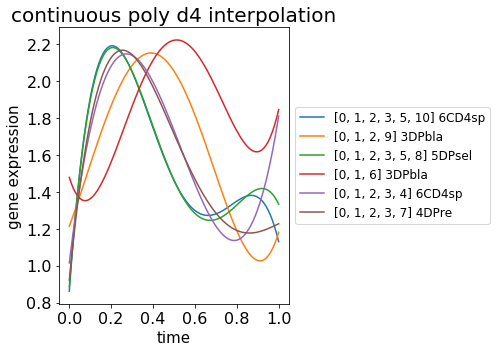 continuous poly d4 interpolation
gene expression
2.2
2.0
1.8
1.6
1.4
1.2
1.0
0.8
0.0 0.2 0.4 0.6 0.8 1.0
time
[0, 1, 2, 3, 5, 10] 6CD4sp
[0, 1, 2, 9] 3DPbla
[0, 1, 2, 3, 5, 8] 5DPsel
[0, 1, 6] 3DPbla
[0, 1, 2, 3, 4] 6CD4sp
[0, 1, 2, 3, 7] 4DPre